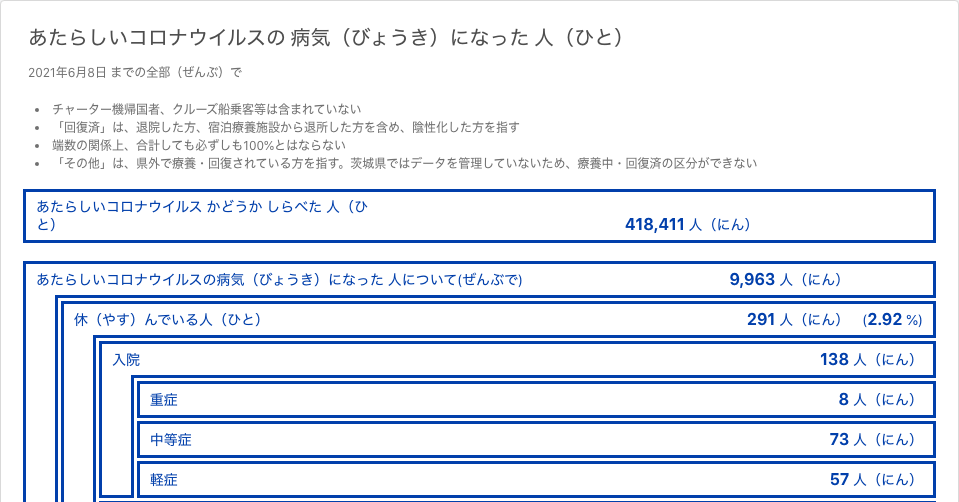 あたらしいコロナウイルスの 病気（びょうき）になった 人（ひと）
2021年6月8日 までの全部（ぜんぶ）で
• チャーター機帰国者、クルーズ船乗客等は含まれていない
• 「回復済」は、退院した方、宿泊療養施設から退所した方を含め、陰性化した方を指す
• 端数の関係上、合計しても必ずしも100%とはならない
• 「その他」は、県外で療養・回復されている方を指す。茨城県ではデータを管理していないため、療養中・回復済の区分ができない
あたらしいコロナウイルス かどうか しらべた 人（ひ
と） 418,411 人（にん）
あたらしいコロナウイルスの病気（びょうき）になった 人について(ぜんぶで) 9,963 人（にん）
休（やす）んでいる人（ひと） 291 人（にん） (2.92 %)
入院 138 人（にん）
重症 8 人（にん）
中等症 73 人（にん）
軽症 57 人（にん）